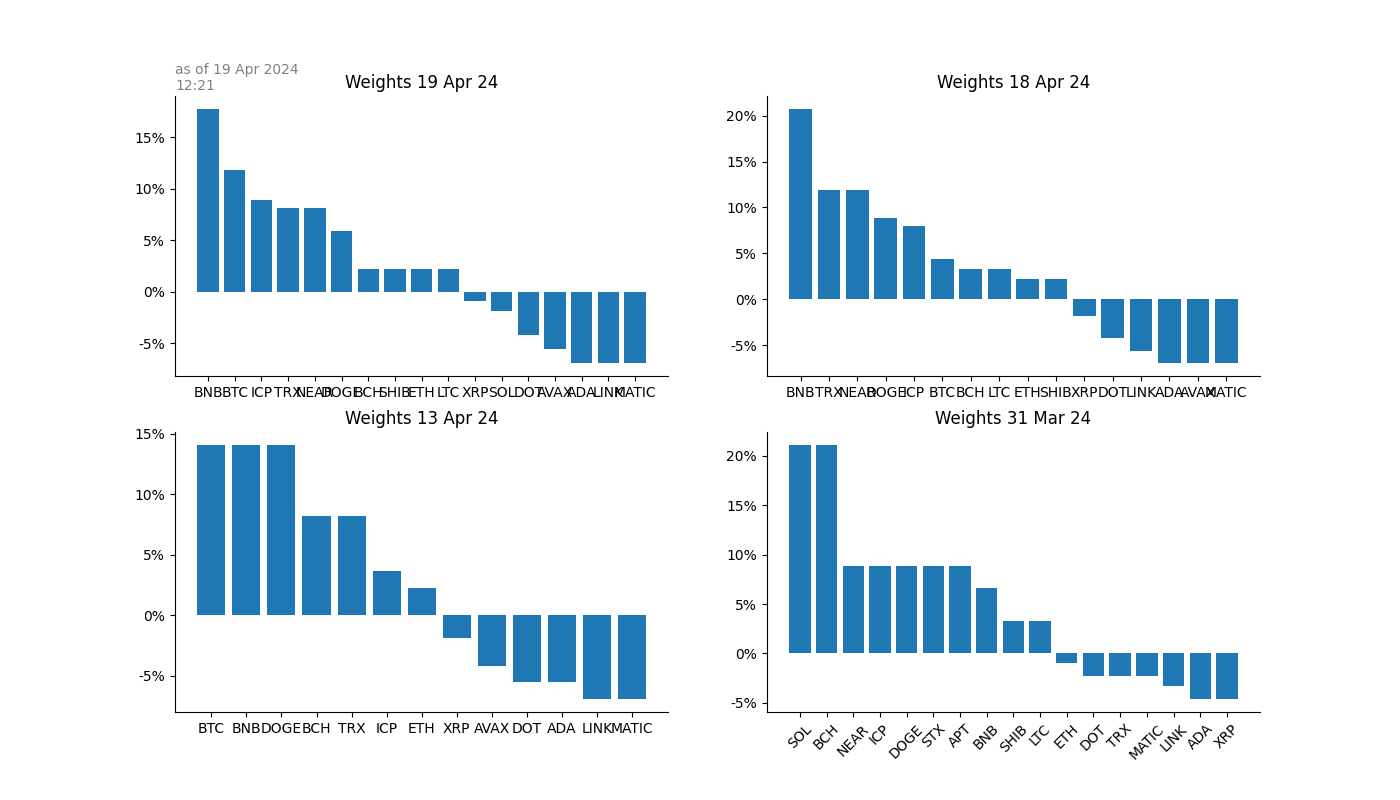 as of 19 Apr 2024
12:21
Weights 19 Apr 24
15%
10%
5%
0%
-5%
BNB BTC ICP TRX NEAR DOGE BCH SHIB ETH LTC XRP SOL DOT AVAX ADA LINK MATIC
Weights 18 Apr 24
20%
15%
10%
5%
0%
-5%
BNB TRX NEAR DOGE ICP BTC BCH LTC ETH SHIB XRP DOT LINK ADA AVAX MATIC
Weights 13 Apr 24
15%
10%
5%
0%
-5%
BTC BNB DOGE BCH TRX ICP ETH XRP AVAX DOT ADA LINK MATIC
Weights 31 Mar 24
20%
15%
10%
5%
0%
-5%
SOL BCH NEAR ICP DOGE STX APT BNB SHIB LTC ETH DOT TRX MATIC LINK ADA XRP